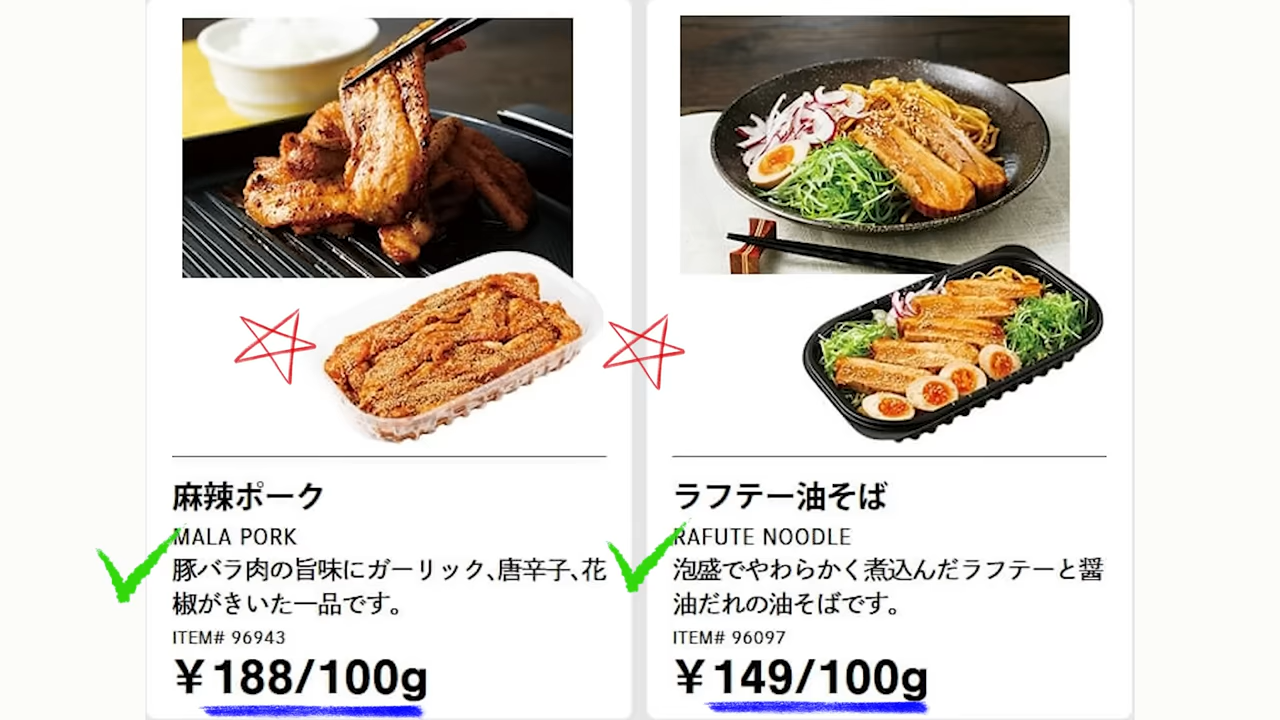 麻辣ポーク
MALA PORK
豚バラ肉の旨味にガーリック、唐辛子、花
椒がきいた一品です。
ITEM# 96943
￥188/100g
ラフテー油そば
RAFUTE NOODLE
泡盛でやわらかく煮込んだラフテーと醤
油だれの油そばです。
ITEM# 96097
￥149/100g